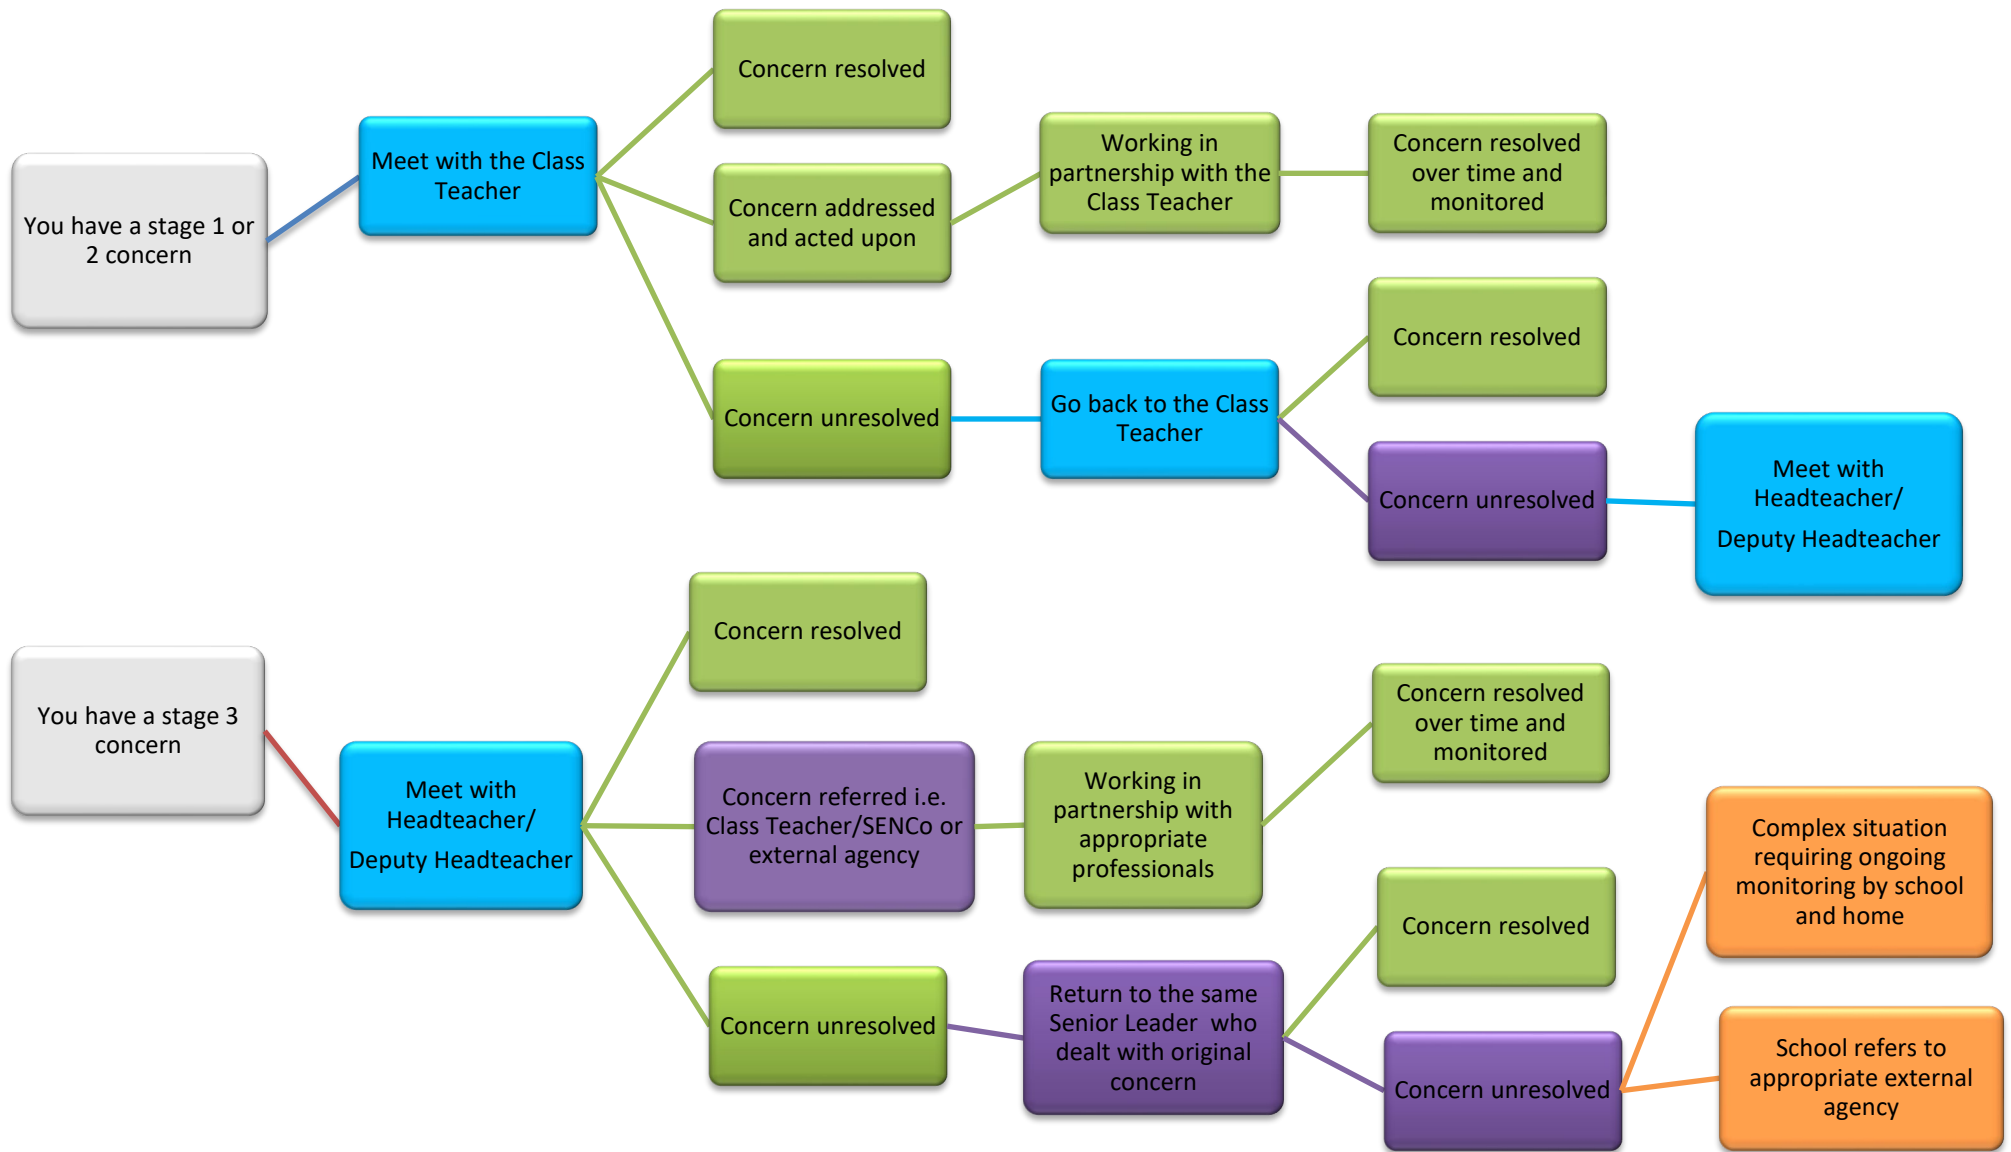 You have a stage 1 or
2 concern
Meet with the Class
Teacher
Concern resolved
Concern addressed
and acted upon
Working in
partnership with the
Class Teacher
Concern resolved
over time and
monitored
Concern unresolved
Go back to the Class
Teacher
Concern resolved
Concern unresolved
Meet with
Headteacher/
Deputy Headteacher
You have a stage 3
concern
Meet with
Headteacher/
Deputy Headteacher
Concern resolved
Concern referred i.e.
Class Teacher/SENCo or
external agency
Working in
partnership with
appropriate
professionals
Concern resolved
over time and
monitored
Concern unresolved
Return to the same
Senior Leader who
dealt with original
concern
Concern resolved
Concern unresolved
Complex situation
requiring ongoing
monitoring by school
and home
School refers to
appropriate external
agency